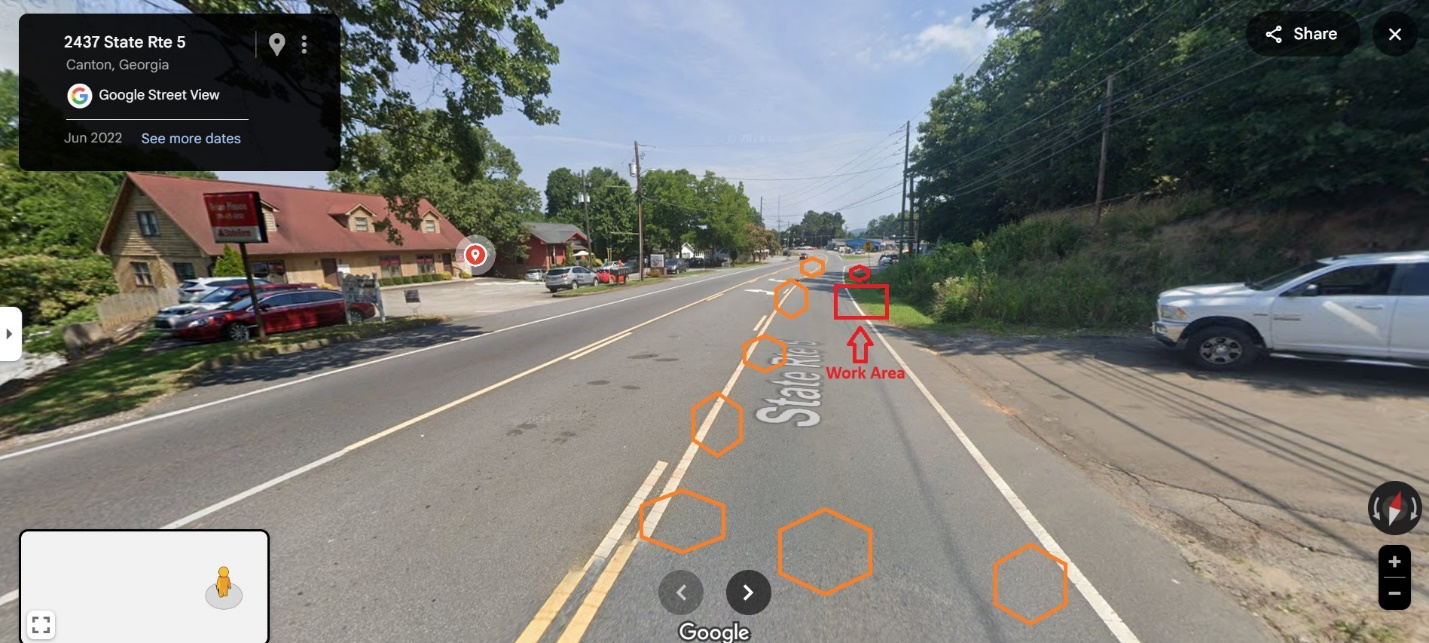 2437 State Rte 5
Canton, Georgia
Google Street View
Jun 2022 See more dates
Share
State Rte 5
Work Area
Google